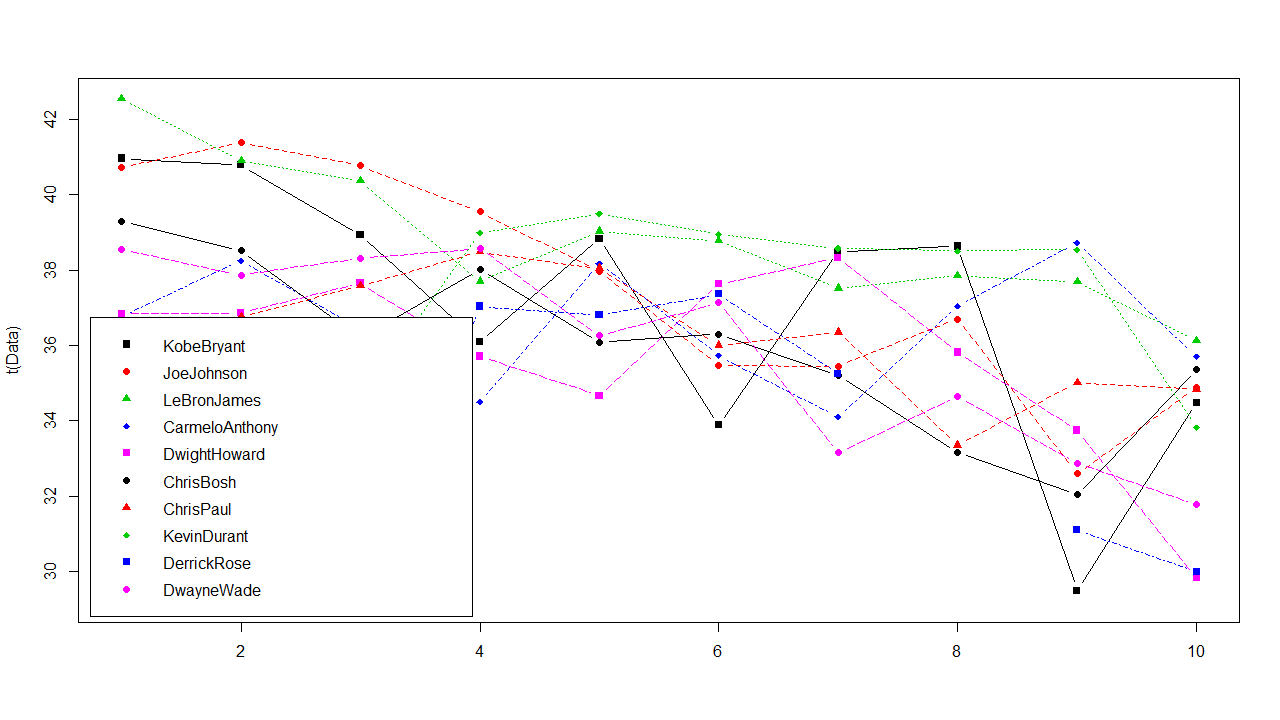 42
40
38
36
34
32
30
t(Data)
KobeBryant
JoeJohnson
LeBronJames
CarmeloAnthony
DwightHoward
ChrisBosh
ChrisPaul
KevinDurant
DerrickRose
DwayneWade
2 4 6 8 10